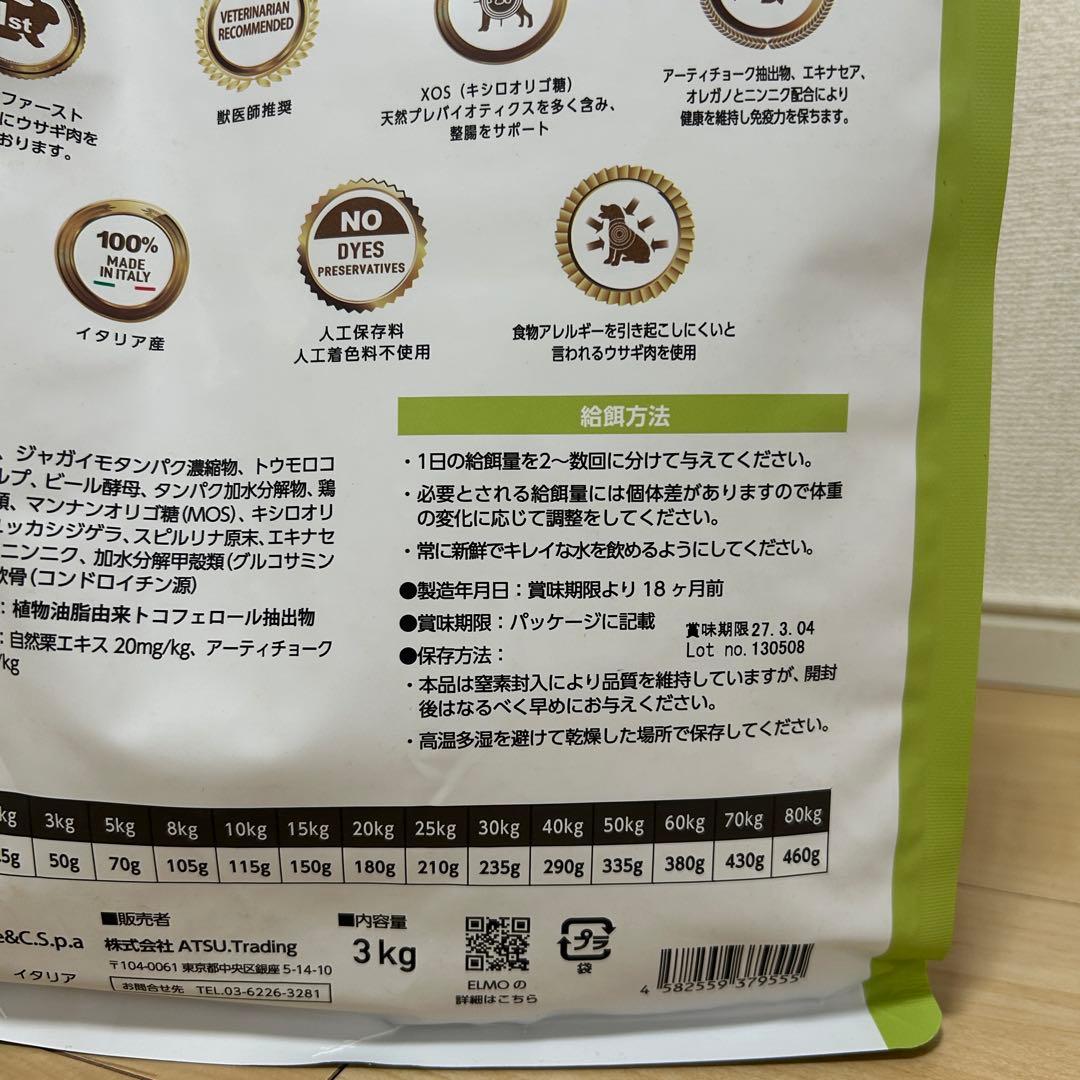 1st
VETERINARIAN
RECOMMENDED
ファースト
にウサギ肉を
おります。
獣医師推奨
XOS（キシロオリゴ糖）
天然プレバイオティクスを多く含み、
整腸をサポート
アーティチョーク抽出物、エキナセア、
オレガノとニンニク配合により
健康を維持し免疫力を保ちます。
100%
MADE
IN ITALY
イタリア産
NO
DYES
PRESERVATIVES
人工保存料
人工着色料不使用
食物アレルギーを引き起こしにくいと
言われるウサギ肉を使用
、ジャガイモタンパク濃縮物、トウモロコ
ルプ、ビール酵母、タンパク加水分解物、鶏
類、マンナンオリゴ糖(MOS)、キシロオリ
ユッカシジゲラ、スピルリナ原末、エキナセ
ニンニク、加水分解甲殻類(グルコサミン
軟骨(コンドロイチン源)
：植物油脂由来トコフェロール抽出物
：自然栗エキス 20mg/kg、アーティチョーク
/kg
給餌方法
・1日の給餌量を2〜数回に分けて与えてください。
・必要とされる給餌量には個体差がありますので体重
の変化に応じて調整をしてください。
・常に新鮮でキレイな水を飲めるようにしてください。
●製造年月日：賞味期限より 18 ヶ月前
●賞味期限：パッケージに記載
賞味期限27.3.04
Lot no.130508
●保存方法：
・本品は窒素封入により品質を維持していますが、開封
後はなるべく早めにお与えください。
・高温多湿を避けて乾燥した場所で保存してください。
kg 3kg 5kg 8kg 10kg 15kg 20kg 25kg 30kg 40kg 50kg 60kg 70kg 80kg
5g 50g 70g 105g 115g 150g 180g 210g 235g 290g 335g 380g 430g 460g
e&C.S.p.a
イタリア
■販売者
株式会社 ATSU.Trading
〒104-0061 東京都中央区銀座 5-14-10
お問合せ先 TEL.03-6226-3281
■内容量
3kg
ELMO の
詳細はこちら
プラ
袋
4 582559 379555